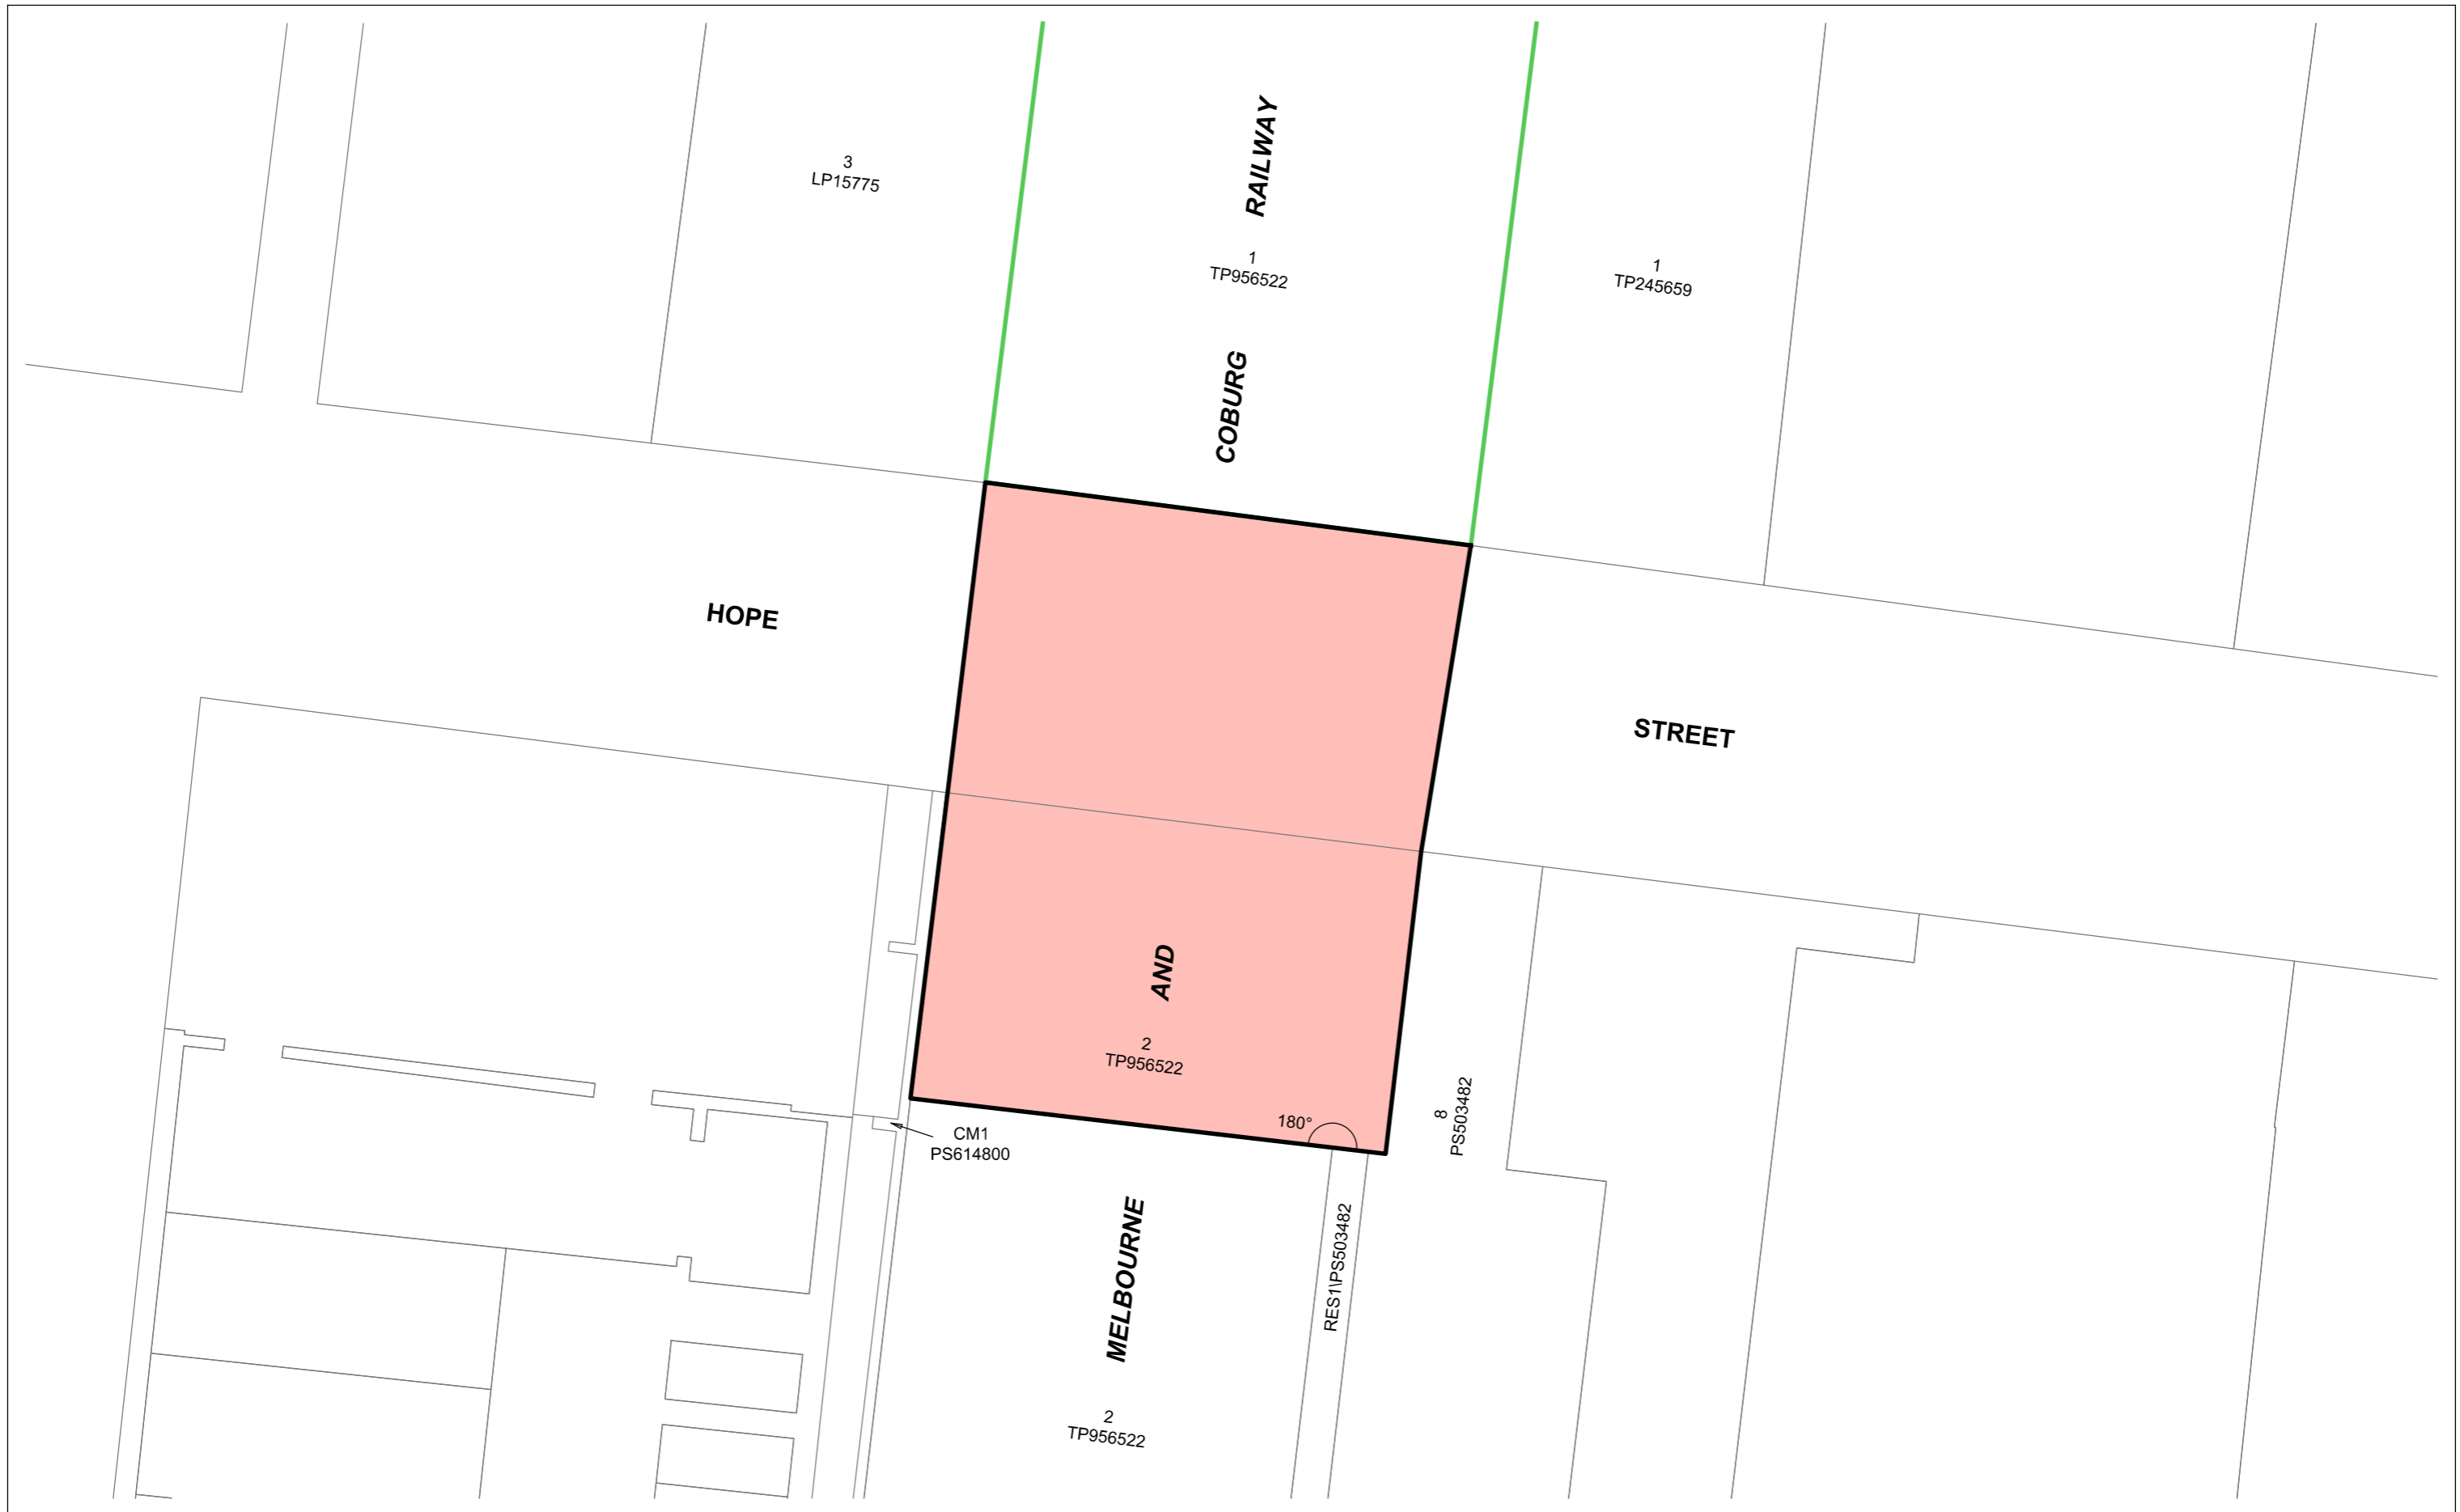 RAILWAY
3
LP15775
1
TP956522
1
TP245659
COBURG
HOPE
STREET
AND
2
TP956522
180°
8
PS503482
CM1
PS614800
MELBOURNE
RES1\PS503482
2
TP956522